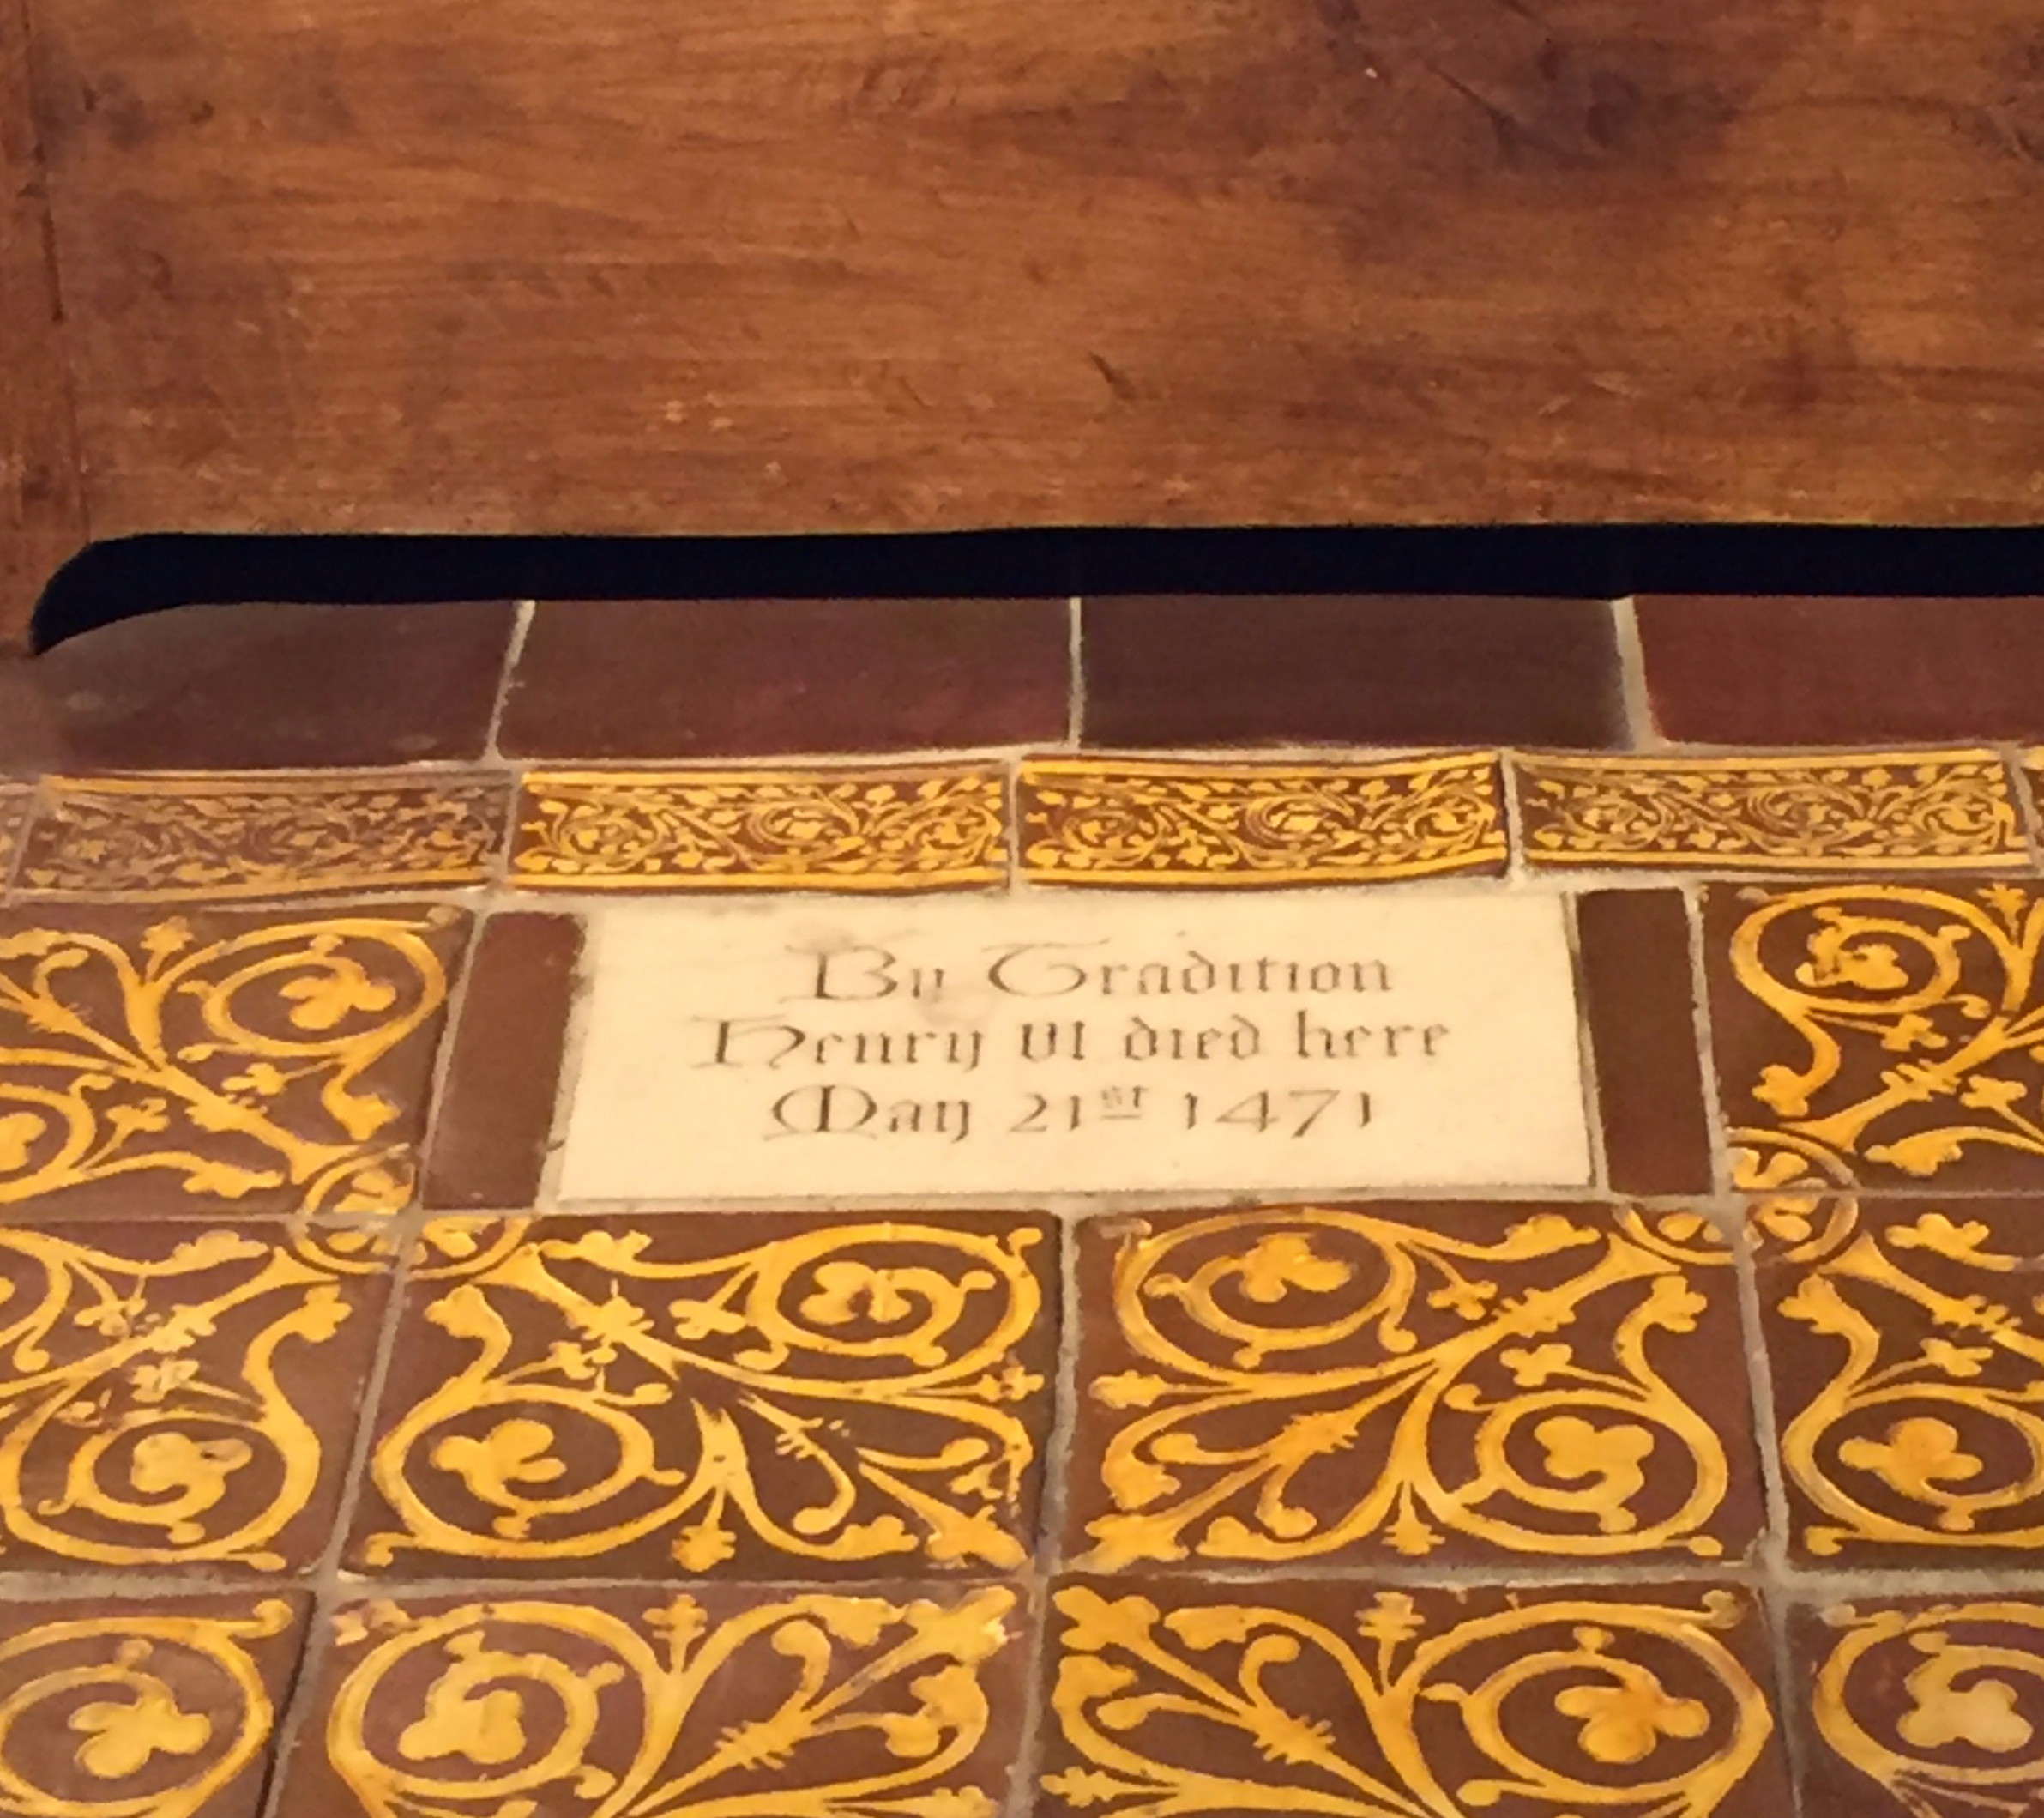 By Tradition
Henry VI died here
May 21st 1471